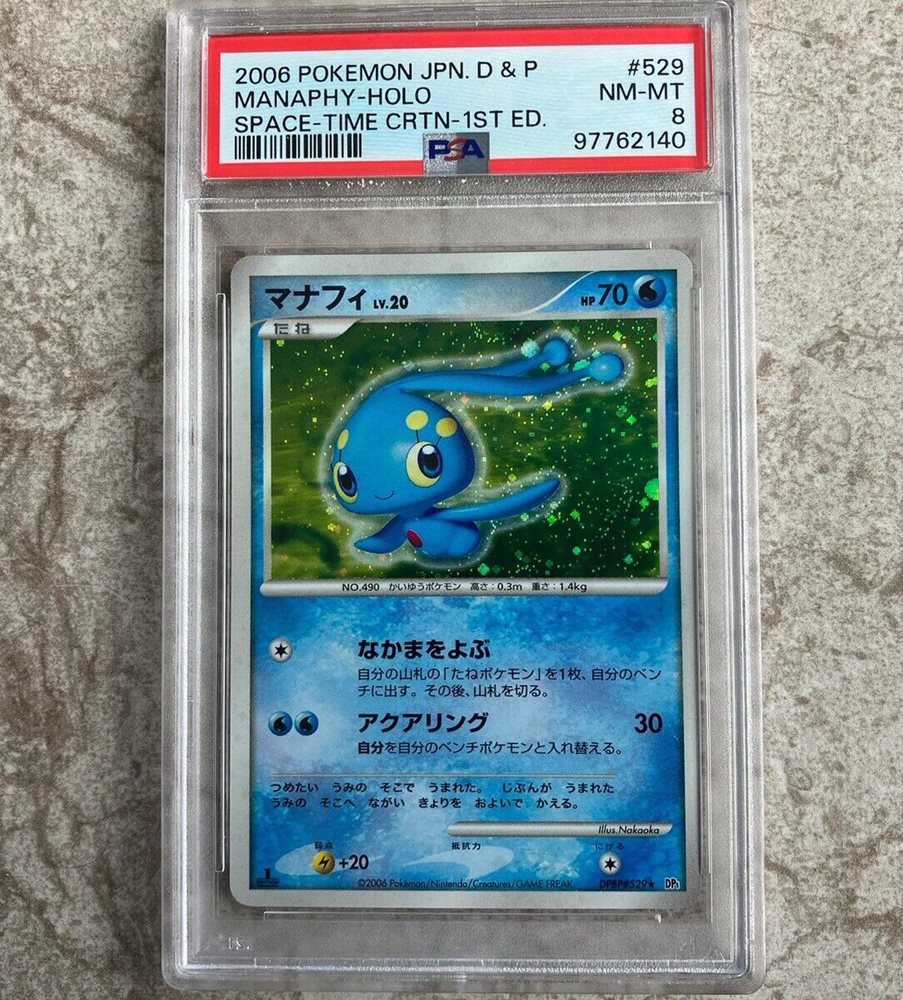 2006 POKEMON JPN. D & P #529
MANAPHY-HOLO NM-MT
SPACE-TIME CRTN-1ST ED. 8
PSA 97762140
マナフィ LV.20 HP 70
たね
NO.490 かいゆうポケモン 高さ:0.3m 重さ:1.4kg
なかまをよぶ
自分の山札の「たねポケモン」を1枚、自分のベン
チに出す。その後、山札を切る。
アクアリング 30
自分を自分のベンチポケモンと入れ替える。
つめたい うみの そこで うまれた。 じぶんが うまれた
うみの そこへ ながい きょりを およいで かえる。
Illus.Nakaoka
弱点 抵抗力 にげる
+20
1 EDITION ©2006 Pokémon/Nintendo/Creatures/GAME FREAK. DPBP#529★ DP1